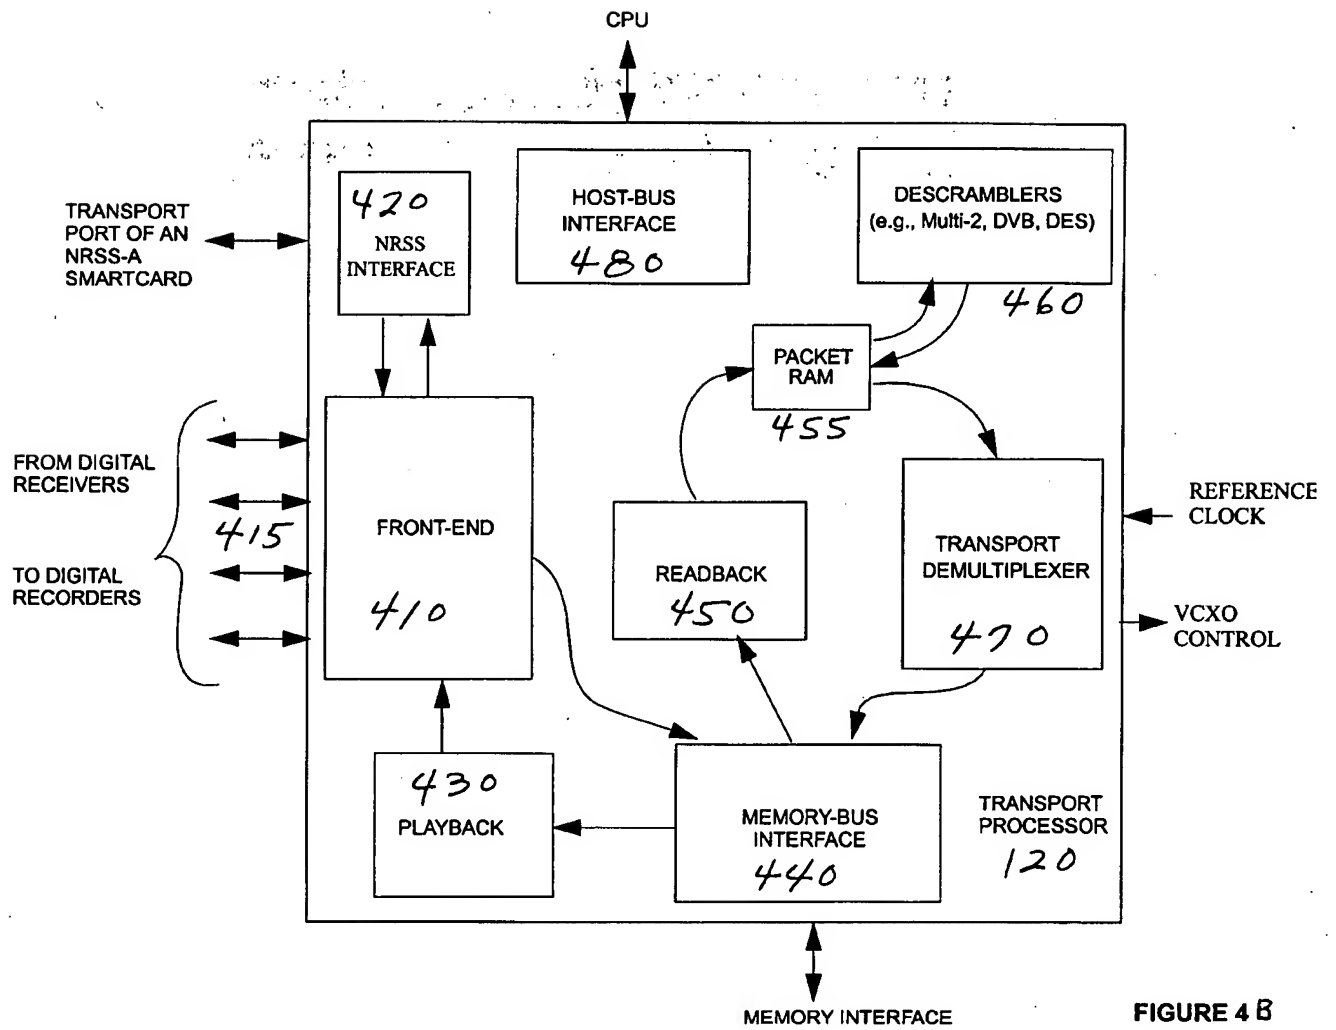 CPU
420
NRSS
INTERFACE
HOST-BUS
INTERFACE
480
DESCRAMBLERS
(e.g., Multi-2, DVB, DES)
460
TRANSPORT
PORT OF AN
NRSS-A
SMARTCARD
PACKET
RAM
455
FROM DIGITAL
RECEIVERS
415
TO DIGITAL
RECORDERS
FRONT-END
410
READBACK
450
TRANSPORT
DEMULTIPLEXER
470
REFERENCE
CLOCK
VCXO
CONTROL
430
PLAYBACK
MEMORY-BUS
INTERFACE
440
TRANSPORT
PROCESSOR
120
MEMORY INTERFACE
FIGURE 4B